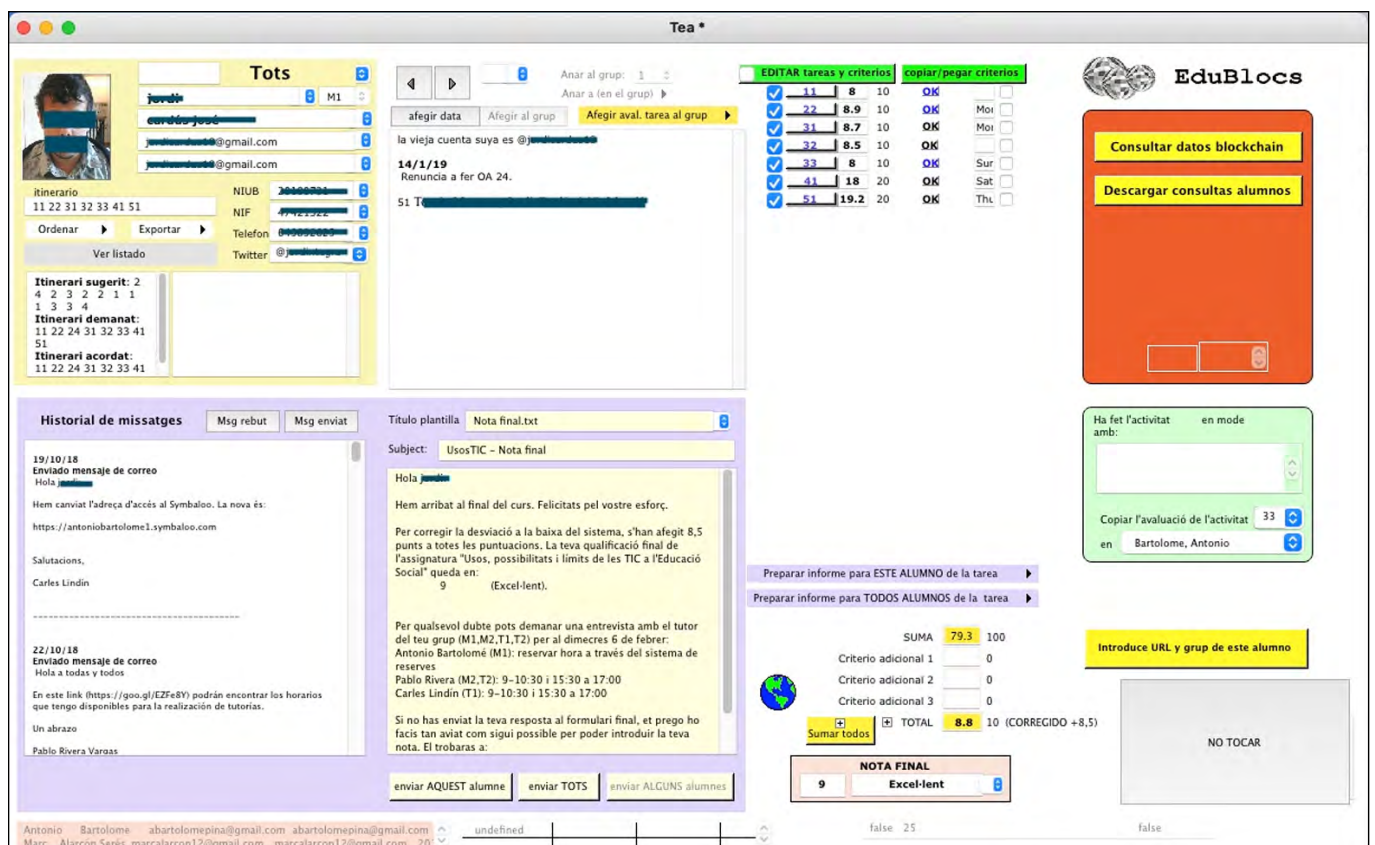 Tea *
Tots
M1
@gmail.com
@gmail.com
itinerario
11 22 31 32 33 41 51
NIUB
NIF
Telefon
Twitter
Ordenar
Exportar
Ver listado
Itinerari sugerit: 2
4 2 3 2 2 1 1
1 3 3 4
Itinerari demanat:
11 22 24 31 32 33 41
51
Itinerari acordat:
11 22 24 31 32 33 41
Anar al grup: 1
Anar a (en el grup)
afegir data
Afegir al grup
Afegir aval. tarea al grup
la vieja cuenta suya es
14/1/19
Renuncia a fer OA 24.
51
EDITAR tareas y criterios
copiar/pegar criterios
11 8 10 OK
22 8.9 10 OK Mo
31 8.7 10 OK Mo
32 8.5 10 OK
33 8 10 OK Sur
41 18 20 OK Sat
51 19.2 20 OK Thu
EduBlocs
Consultar datos blockchain
Descargar consultas alumnos
Historial de missatges
Msg rebut
Msg enviat
19/10/18
Enviado mensaje de correo
Hola
Hem canviat l'adreça d'accés al Symbaloo. La nova és:
https://antoniobartolome1.symbaloo.com
Salutacions,
Carles Lindín
----------------------------------------
22/10/18
Enviado mensaje de correo
Hola a todas y todos
En este link (https://goo.gl/EZFe8Y) podrán encontrar los horarios
que tengo disponibles para la realización de tutorías.
Un abrazo
Pablo Rivera Vargas
Título plantilla
Nota final.txt
Subject:
UsosTIC – Nota final
Hola
Hem arribat al final del curs. Felicitats pel vostre esforç.
Per corregir la desviació a la baixa del sistema, s'han afegit 8,5
punts a totes les puntuacions. La teva qualificació final de
l'assignatura "Usos, possibilitats i límits de les TIC a l'Educació
Social" queda en:
9 (Excel·lent).
Per qualsevol dubte pots demanar una entrevista amb el tutor
del teu grup (M1,M2,T1,T2) per al dimecres 6 de febrer:
Antonio Bartolomé (M1): reservar hora a través del sistema de
reserves
Pablo Rivera (M2,T2): 9–10:30 i 15:30 a 17:00
Carles Lindín (T1): 9–10:30 i 15:30 a 17:00
Si no has enviat la teva resposta al formulari final, et prego ho
facis tan aviat com sigui possible per poder introduir la teva
nota. El trobaras a:
enviar AQUEST alumne
enviar TOTS
enviar ALGUNS alumnes
Preparar informe para ESTE ALUMNO de la tarea
Preparar informe para TODOS ALUMNOS de la tarea
SUMA 79.3 100
Criterio adicional 1 0
Criterio adicional 2 0
Criterio adicional 3 0
Sumar todos
TOTAL 8.8 10 (CORREGIDO +8,5)
NOTA FINAL
9 Excel·lent
Ha fet l'activitat en mode
amb:
Copiar l'avaluació de l'activitat 33
en Bartolome, Antonio
Introduce URL y grup de este alumno
NO TOCAR
Antonio Bartolome abartolomepina@gmail.com abartolomepina@gmail.com
Marc Alarcón Serés marcalarcon12@gmail.com marcalarcon12@gmail.com 20
undefined
false 25
false